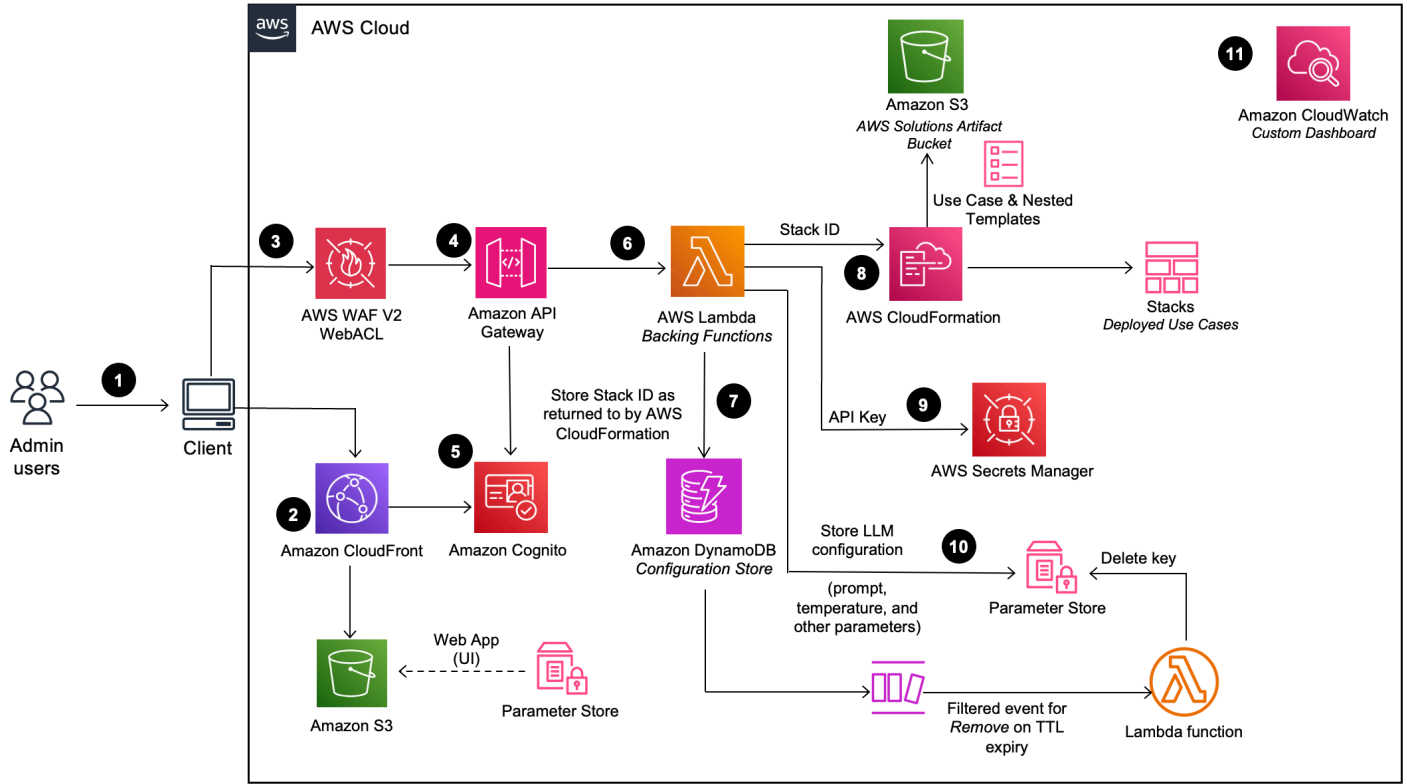 aws
AWS Cloud
11
Amazon S3
AWS Solutions Artifact
Bucket
Amazon CloudWatch
Custom Dashboard
Use Case & Nested
Templates
3
4
6
Stack ID
8
AWS WAF V2
WebACL
Amazon API
Gateway
AWS Lambda
Backing Functions
AWS CloudFormation
Stacks
Deployed Use Cases
1
Admin
users
Client
Store Stack ID as
returned to by AWS
CloudFormation
7
API Key
9
AWS Secrets Manager
5
2
Amazon CloudFront
Amazon Cognito
Amazon DynamoDB
Configuration Store
Store LLM
configuration
10
(prompt,
temperature, and
other parameters)
Parameter Store
Delete key
Web App
(UI)
Amazon S3
Parameter Store
Filtered event for
Remove on TTL
expiry
Lambda function